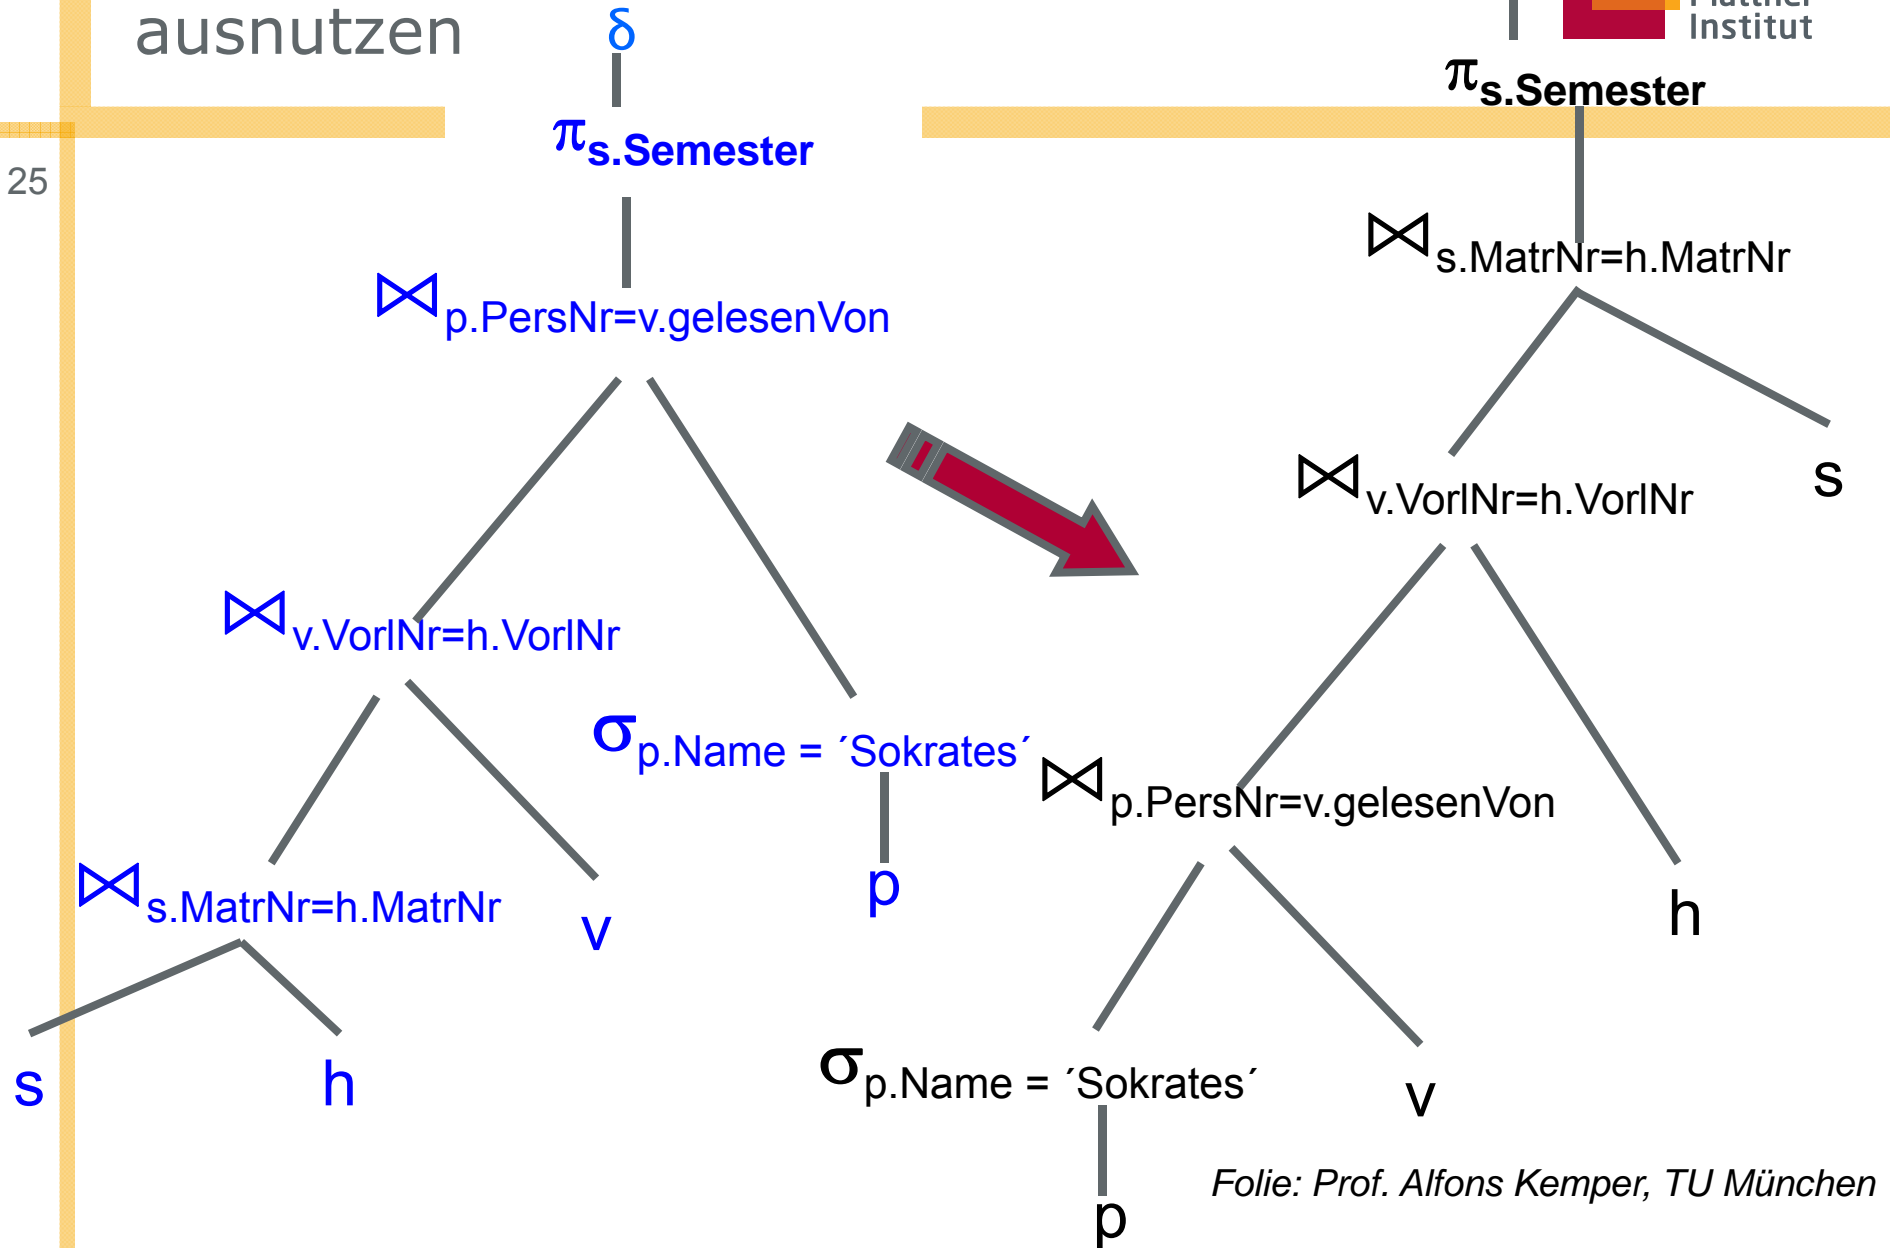 ausnutzen
δ
Institut
πs.Semester
πs.Semester
25
⋈s.MatrNr=h.MatrNr
⋈p.PersNr=v.gelesenVon
s
⋈v.VorlNr=h.VorlNr
⋈v.VorlNr=h.VorlNr
σp.Name = ´Sokrates´
⋈p.PersNr=v.gelesenVon
p
⋈s.MatrNr=h.MatrNr
v
h
s
h
σp.Name = ´Sokrates´
v
p
Folie: Prof. Alfons Kemper, TU München